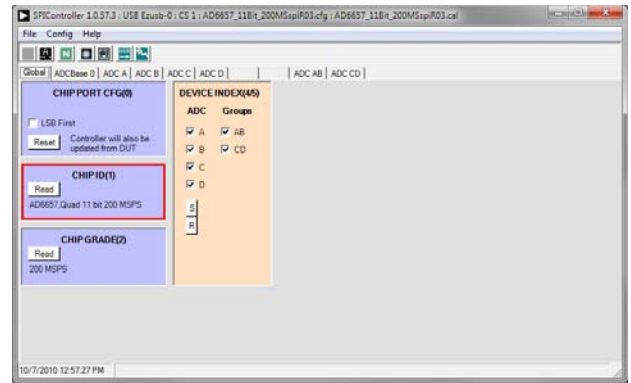 SPIController 1.0.57.3 : USB Ezusb-0 : CS 1 : AD6657_11Bit_200MSspiR03.cfg : AD6657_11Bit_200MSspiR03.cal
File Config Help
Global ADCBase 0 ADC A ADC B ADC C ADC D ADC AB ADC CD
CHIP PORT CFG(0)
LSB First
Reset
Controller will also be
updated from DUT
CHIP ID(1)
Read
AD6657,Quad 11 bit 200 MSPS
CHIP GRADE(2)
Read
200 MSPS
DEVICE INDEX(4/5)
ADC Groups
A AB
B CD
C
D
S
R
10/7/2010 12:57:27 PM